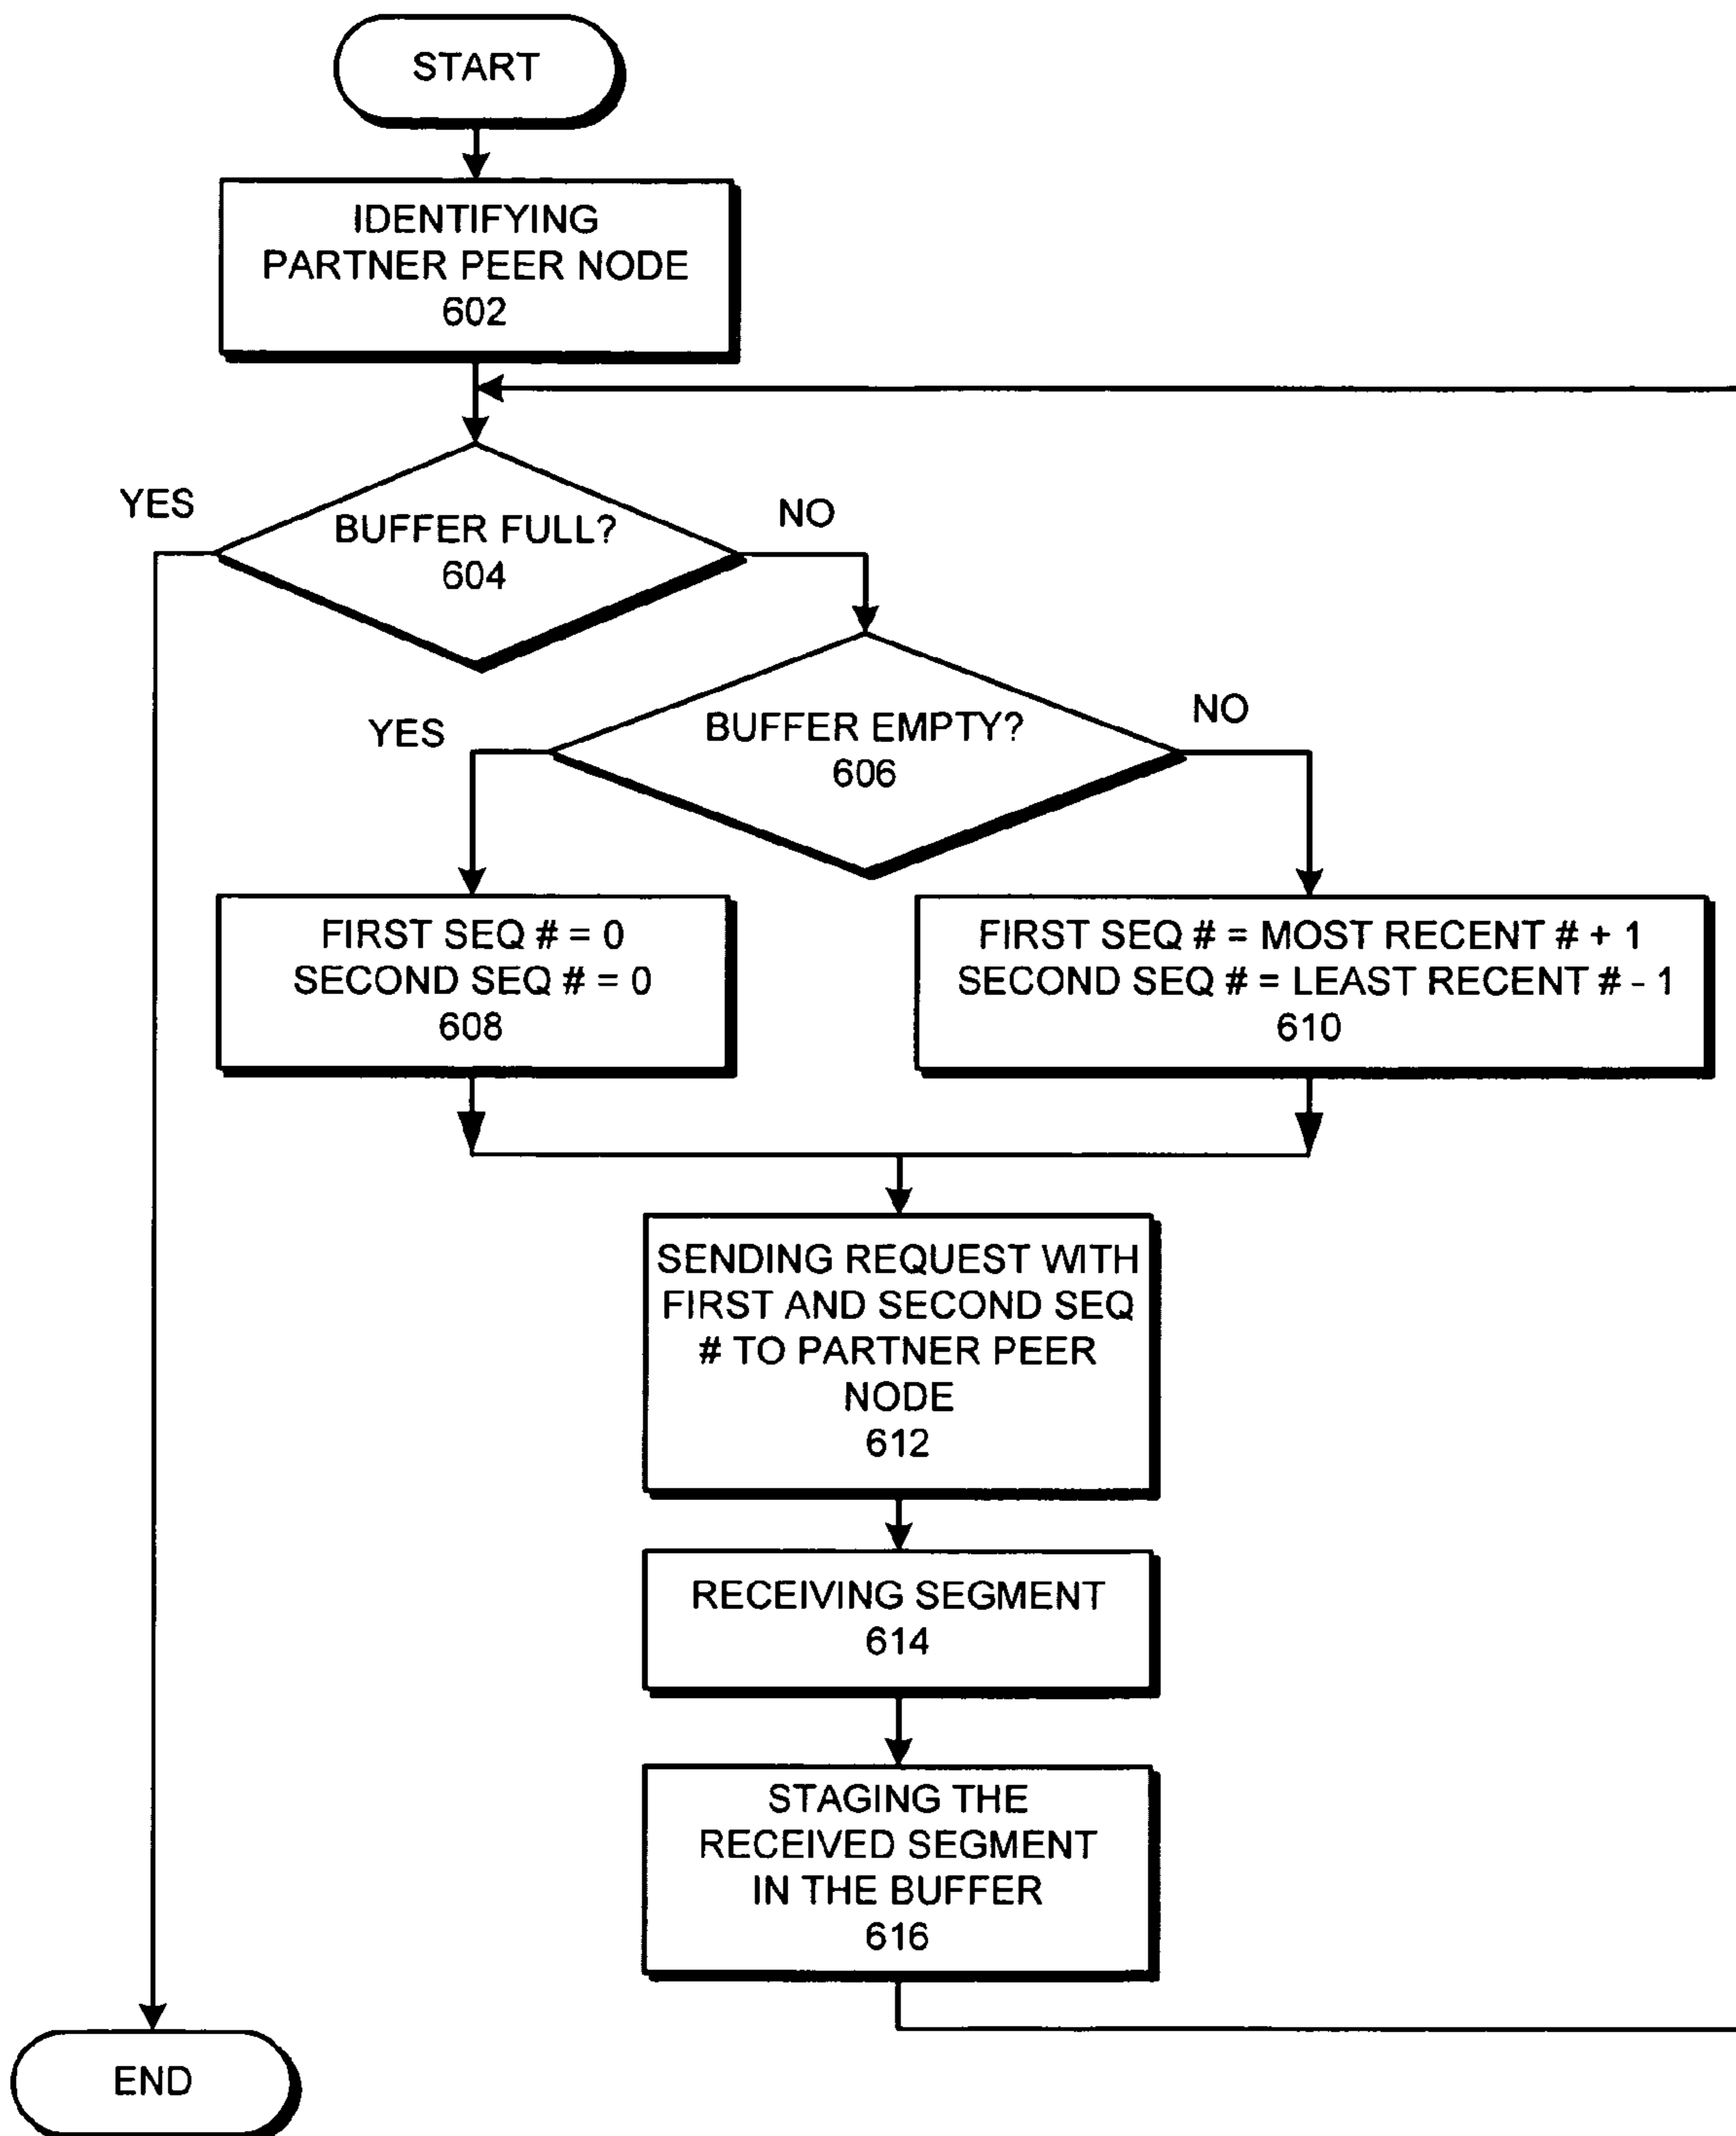 START
IDENTIFYING
PARTNER PEER NODE
602
YES
BUFFER FULL?
604
NO
YES
BUFFER EMPTY?
606
NO
FIRST SEQ # = 0
SECOND SEQ # = 0
608
FIRST SEQ # = MOST RECENT # + 1
SECOND SEQ # = LEAST RECENT # - 1
610
SENDING REQUEST WITH
FIRST AND SECOND SEQ
# TO PARTNER PEER
NODE
612
RECEIVING SEGMENT
614
STAGING THE
RECEIVED SEGMENT
IN THE BUFFER
616
END